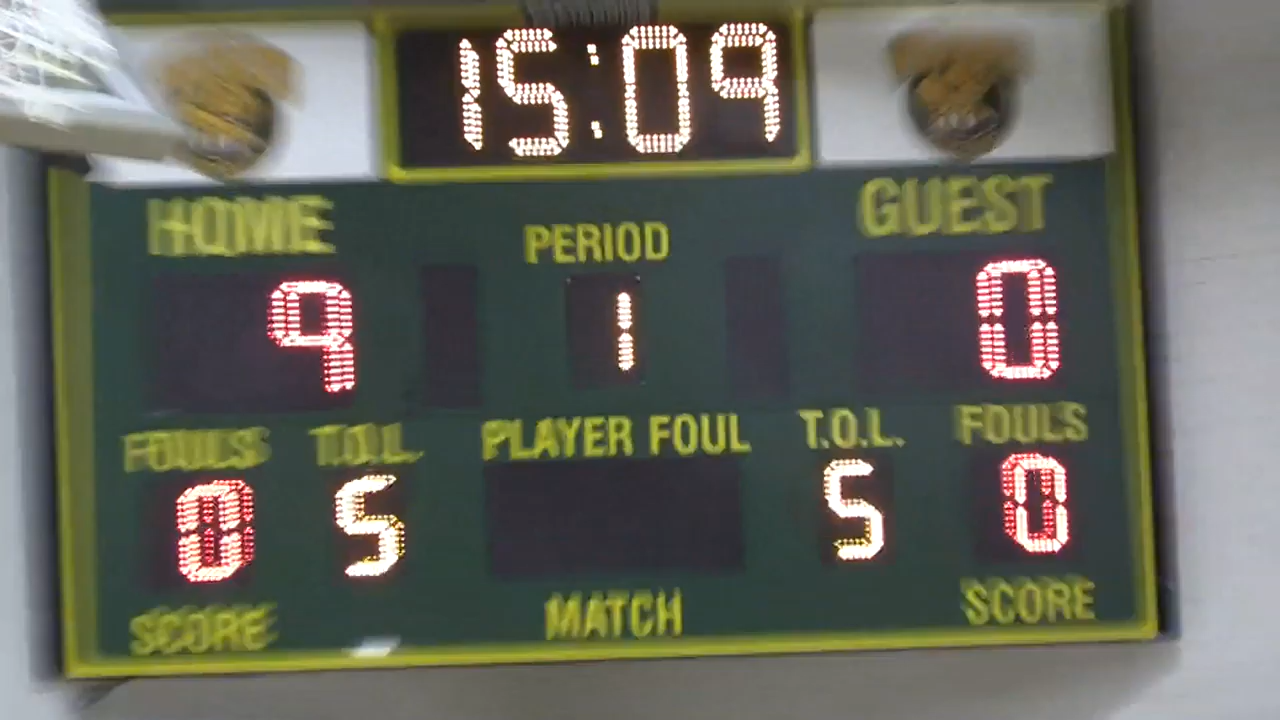 15:09
HOME PERIOD GUEST
9 1 0
FOULS T.O.L. PLAYER FOUL T.O.L. FOULS
0 5 5 0
SCORE MATCH SCORE